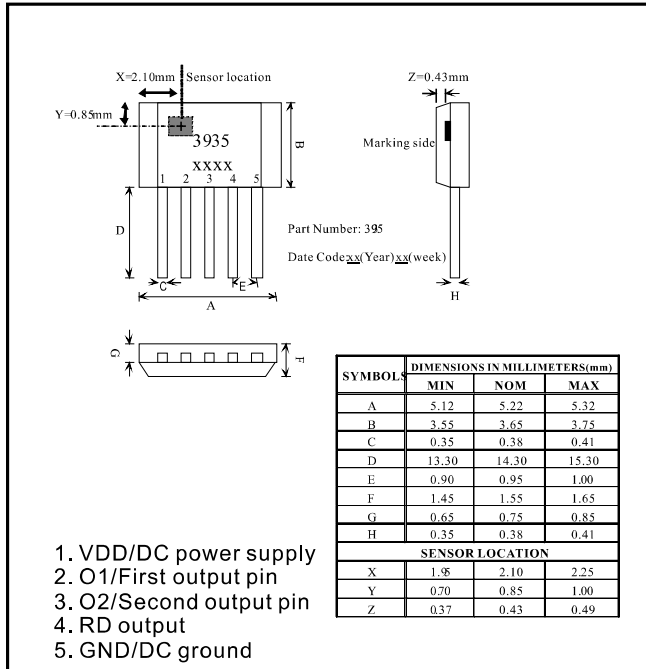 X=2.10mm Sensor location
Z=0.43mm
Y=0.85mm
3935
Marking side
XXXX
B
1 2 3 4 5
D
Part Number: 395
Date Code:xx(Year)xx(week)
C E
H
A
G F
SYMBOLS DIMENSIONS IN MILLIMETERS(mm)
MIN NOM MAX
A 5.12 5.22 5.32
B 3.55 3.65 3.75
C 0.35 0.38 0.41
D 13.30 14.30 15.30
E 0.90 0.95 1.00
F 1.45 1.55 1.65
G 0.65 0.75 0.85
H 0.35 0.38 0.41
SENSOR LOCATION
X 1.95 2.10 2.25
Y 0.70 0.85 1.00
Z 0.37 0.43 0.49
1. VDD/DC power supply
2. O1/First output pin
3. O2/Second output pin
4. RD output
5. GND/DC ground